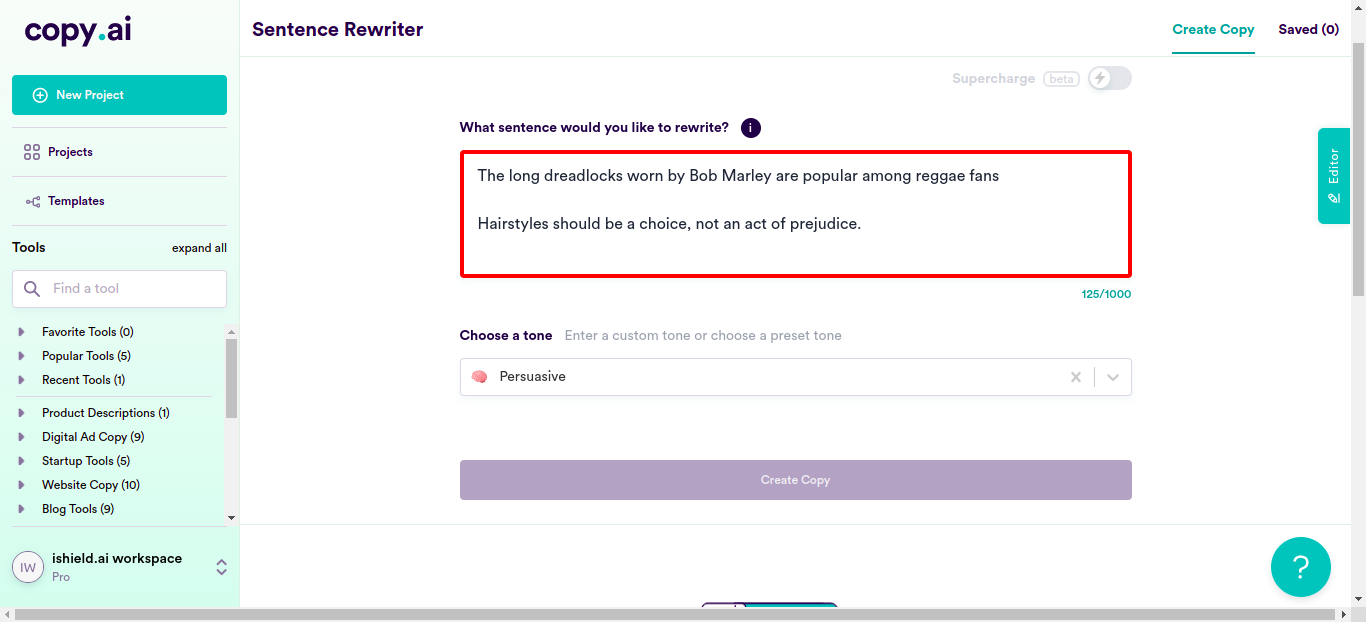 copy.ai
Sentence Rewriter
Create Copy
Saved (0)
New Project
Projects
Templates
Tools
expand all
Find a tool
Favorite Tools (0)
Popular Tools (5)
Recent Tools (1)
Product Descriptions (1)
Digital Ad Copy (9)
Startup Tools (5)
Website Copy (10)
Blog Tools (9)
IW
ishield.ai workspace
Pro
Supercharge beta
What sentence would you like to rewrite? i
The long dreadlocks worn by Bob Marley are popular among reggae fans
Hairstyles should be a choice, not an act of prejudice.
125/1000
Choose a tone Enter a custom tone or choose a preset tone
Persuasive
Create Copy
Editor
?